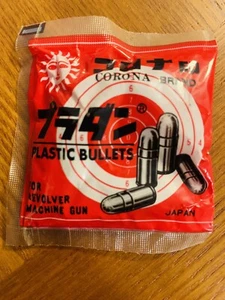 コロナ
CORONA BRAND
プラダン®
PLASTIC BULLETS
FOR
REVOLVER
MACHINE GUN
JAPAN